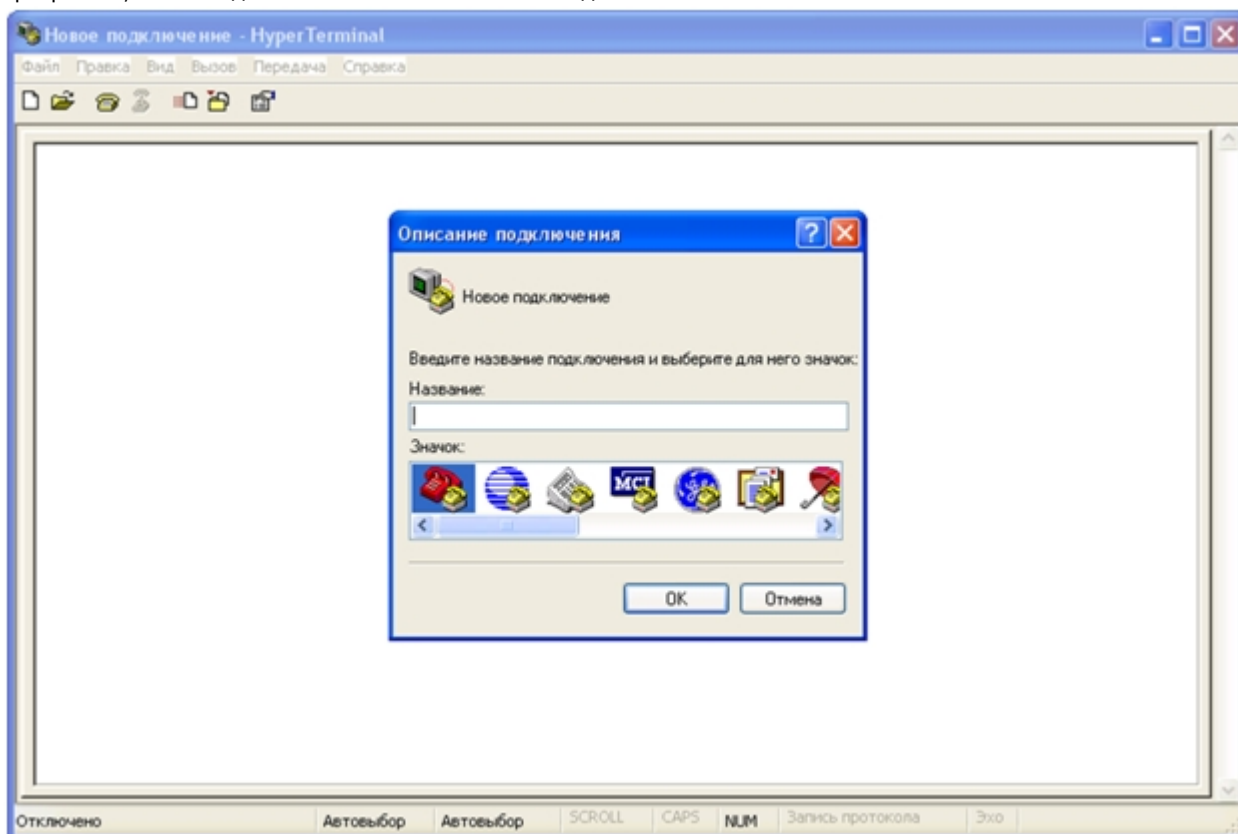 Новое подключение - HyperTerminal
Файл Правка Вид Вызов Передача Справка
Описание подключения
Новое подключение
Введите название подключения и выберите для него значок:
Название:
Значок:
MCI
OK Отмена
Отключено Автовыбор Автовыбор SCROLL CAPS NUM Запись протокола Эхо